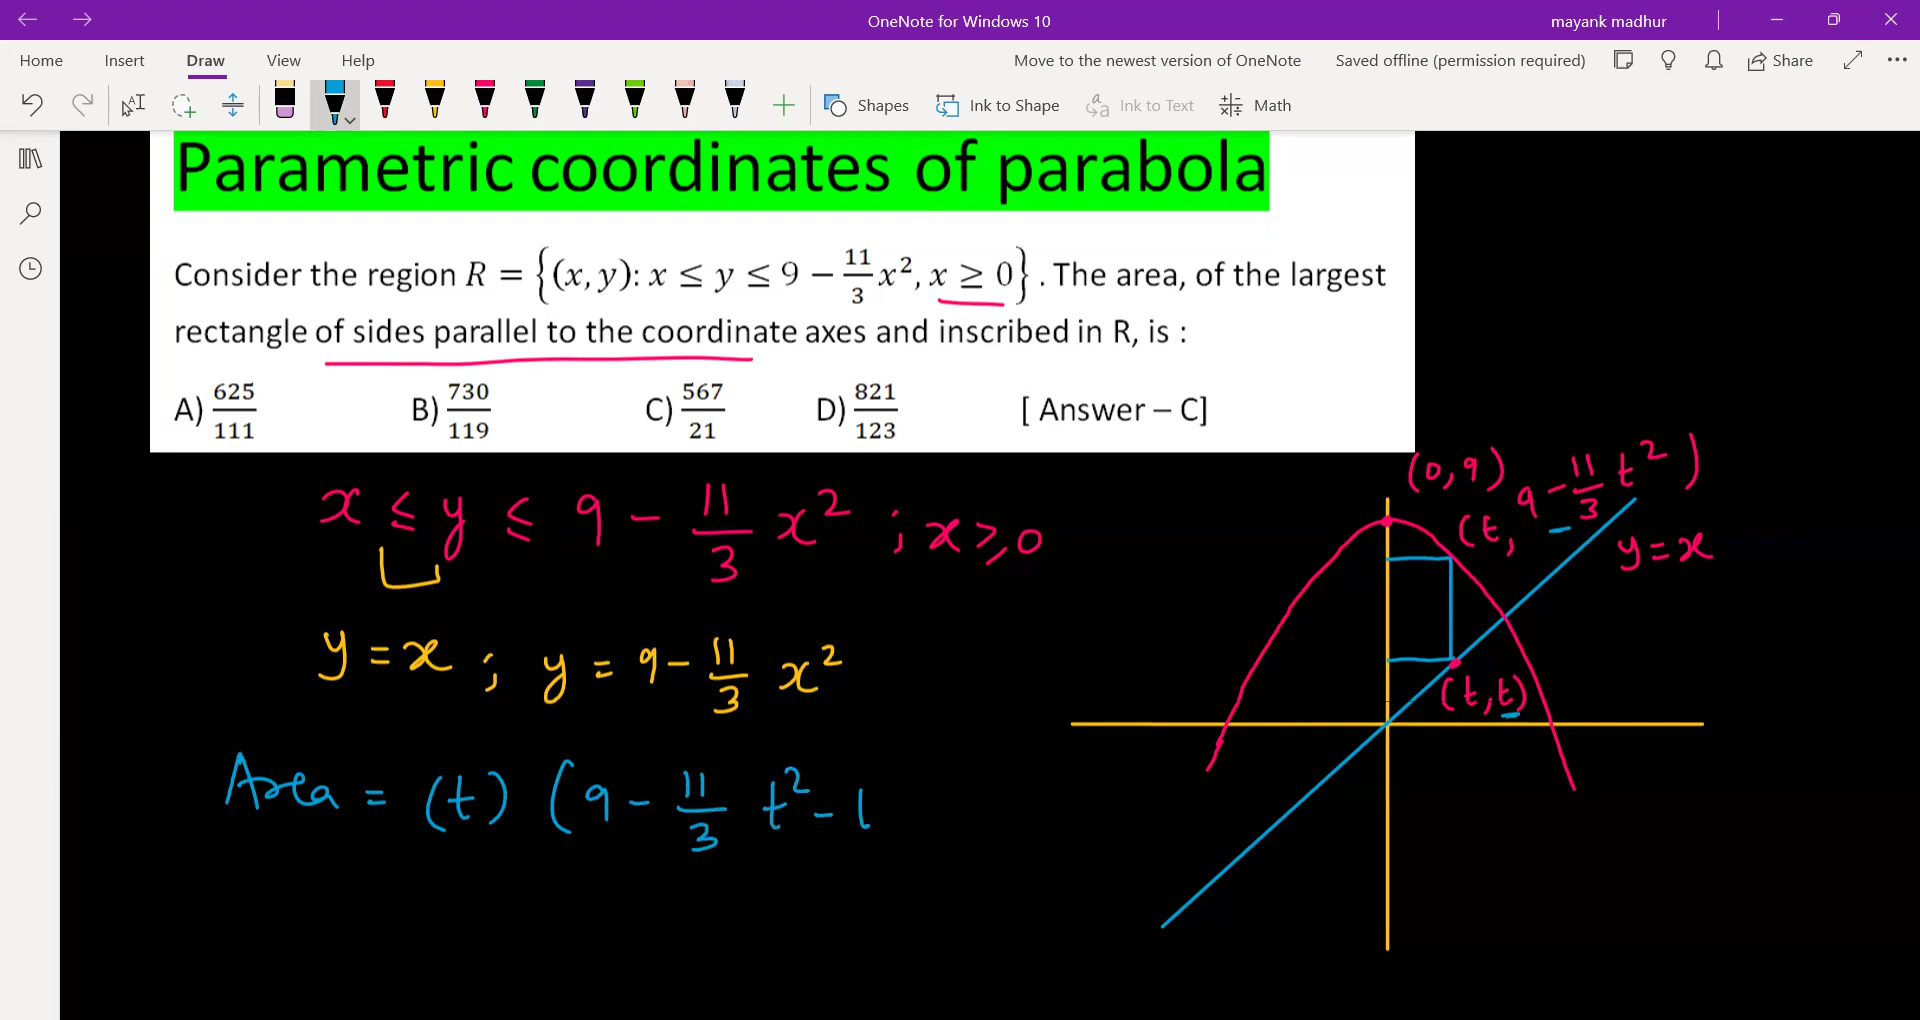 OneNote for Windows 10
mayank madhur
Home Insert Draw View Help
Move to the newest version of OneNote Saved offline (permission required) Share
Shapes Ink to Shape Ink to Text Math
Parametric coordinates of parabola
Consider the region R = {(x, y): x ≤ y ≤ 9 − 11/3 x², x ≥ 0} . The area, of the largest
rectangle of sides parallel to the coordinate axes and inscribed in R, is :
A) 625/111 B) 730/119 C) 567/21 D) 821/123 [ Answer – C]
x ≤ y ≤ 9 − 11/3 x² ; x ≥ 0
y = x ; y = 9 − 11/3 x²
Area = (t) (9 − 11/3 t² − l
(0, 9)
(t, 9 − 11/3 t²)
y = x
(t, t)